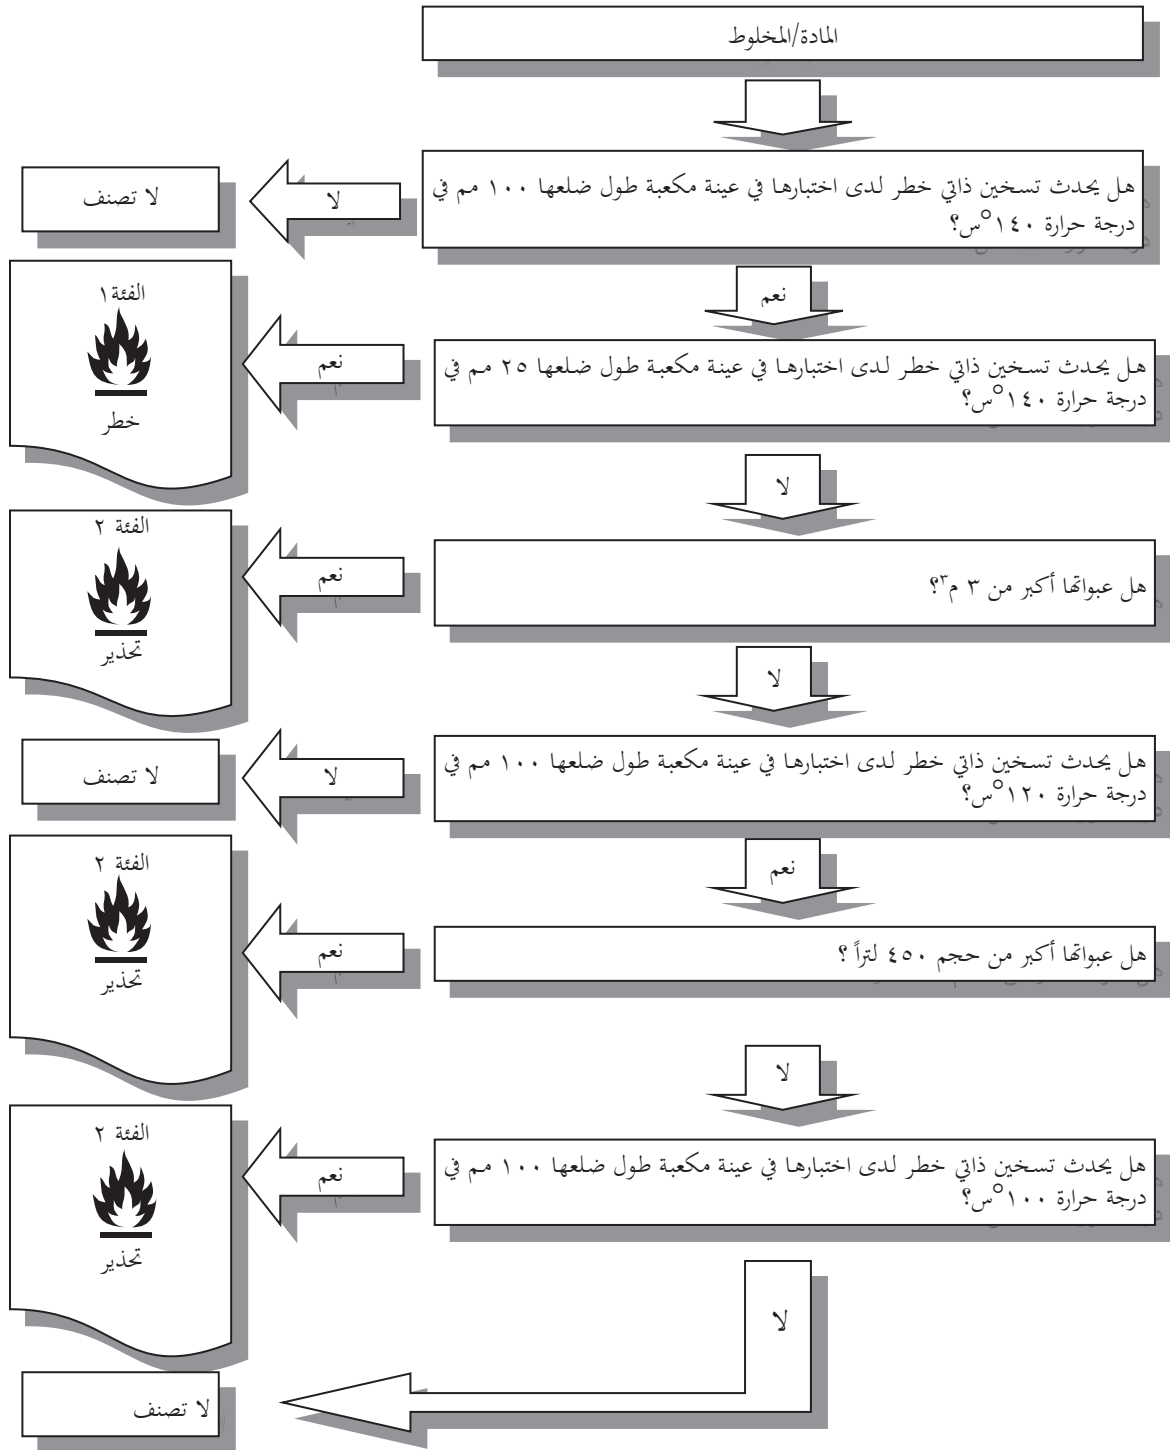 المادة/المخلوط
هل يحدث تسخين ذاتي خطر لدى اختبارها في عينة مكعبة طول ضلعها ١٠٠ مم في
درجة حرارة ١٤٠°س؟
لا
لا تصنف
نعم
هل يحدث تسخين ذاتي خطر لدى اختبارها في عينة مكعبة طول ضلعها ٢٥ مم في
درجة حرارة ١٤٠°س؟
نعم
الفئة ١
خطر
لا
هل عبواتها أكبر من ٣ م³؟
نعم
الفئة ٢
تحذير
لا
هل يحدث تسخين ذاتي خطر لدى اختبارها في عينة مكعبة طول ضلعها ١٠٠ مم في
درجة حرارة ١٢٠°س؟
لا
لا تصنف
نعم
هل عبواتها أكبر من حجم ٤٥٠ لتراً ؟
نعم
الفئة ٢
تحذير
لا
هل يحدث تسخين ذاتي خطر لدى اختبارها في عينة مكعبة طول ضلعها ١٠٠ مم في
درجة حرارة ١٠٠°س؟
نعم
الفئة ٢
تحذير
لا
لا تصنف